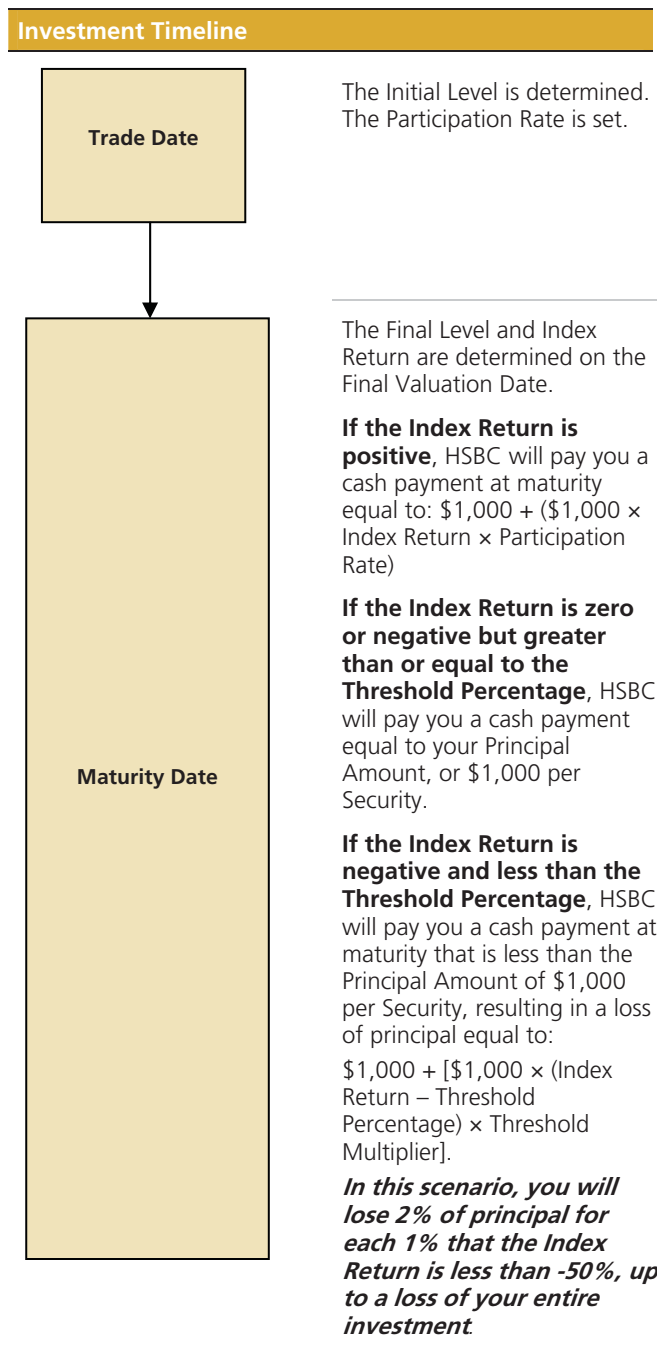 Investment Timeline
Trade Date
The Initial Level is determined.
The Participation Rate is set.
Maturity Date
The Final Level and Index
Return are determined on the
Final Valuation Date.
If the Index Return is
positive, HSBC will pay you a
cash payment at maturity
equal to: $1,000 + ($1,000 ×
Index Return × Participation
Rate)
If the Index Return is zero
or negative but greater
than or equal to the
Threshold Percentage, HSBC
will pay you a cash payment
equal to your Principal
Amount, or $1,000 per
Security.
If the Index Return is
negative and less than the
Threshold Percentage, HSBC
will pay you a cash payment at
maturity that is less than the
Principal Amount of $1,000
per Security, resulting in a loss
of principal equal to:
$1,000 + [$1,000 × (Index
Return – Threshold
Percentage) × Threshold
Multiplier].
In this scenario, you will
lose 2% of principal for
each 1% that the Index
Return is less than -50%, up
to a loss of your entire
investment.